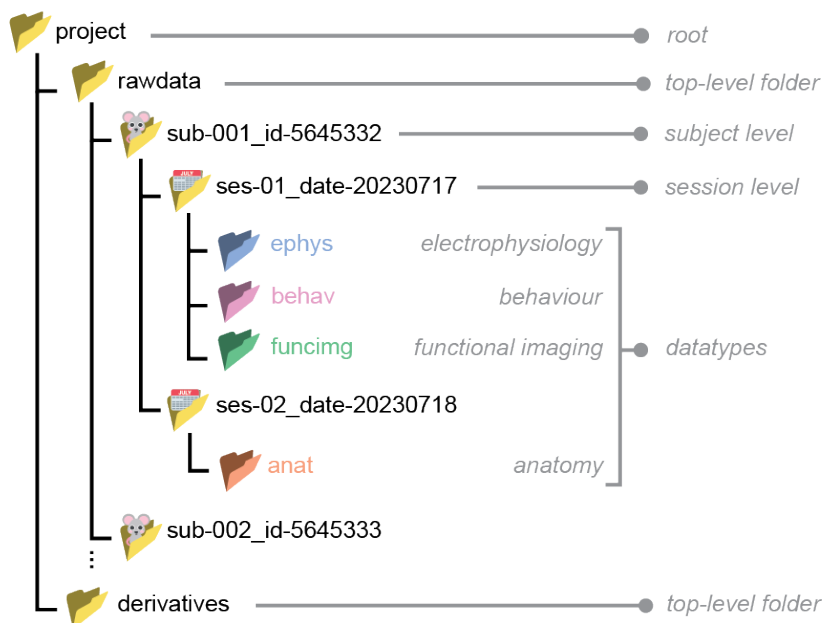 project root
rawdata top-level folder
sub-001_id-5645332 subject level
ses-01_date-20230717 session level
ephys electrophysiology
behav behaviour
funcimg functional imaging datatypes
ses-02_date-20230718
anat anatomy
sub-002_id-5645333
derivatives top-level folder